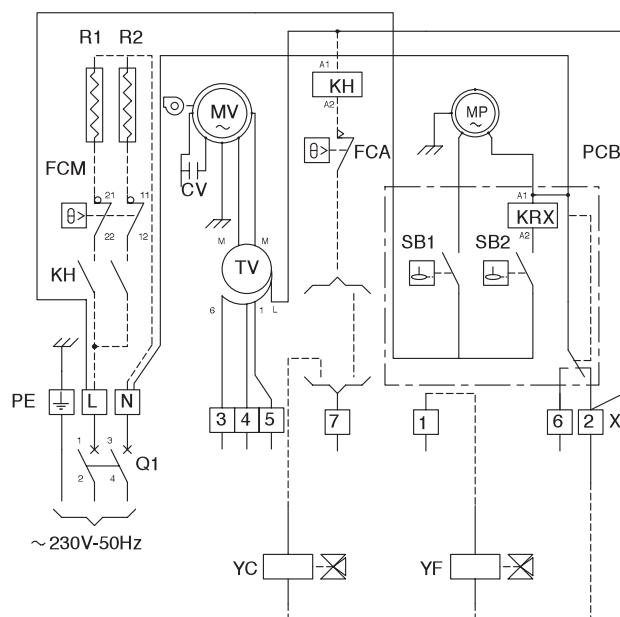 R1 R2
MV
~
A1
KH
A2
MP
~
PCB
FCM
CV
FCA
21 11
θ>
θ>
A1
KRX
A2
22 12
M M
SB1 SB2
KH
TV
6 1 L
PE
L N
3 4 5
7
1
6 2 X
1 3
Q1
2 4
~230V-50Hz
YC
YF